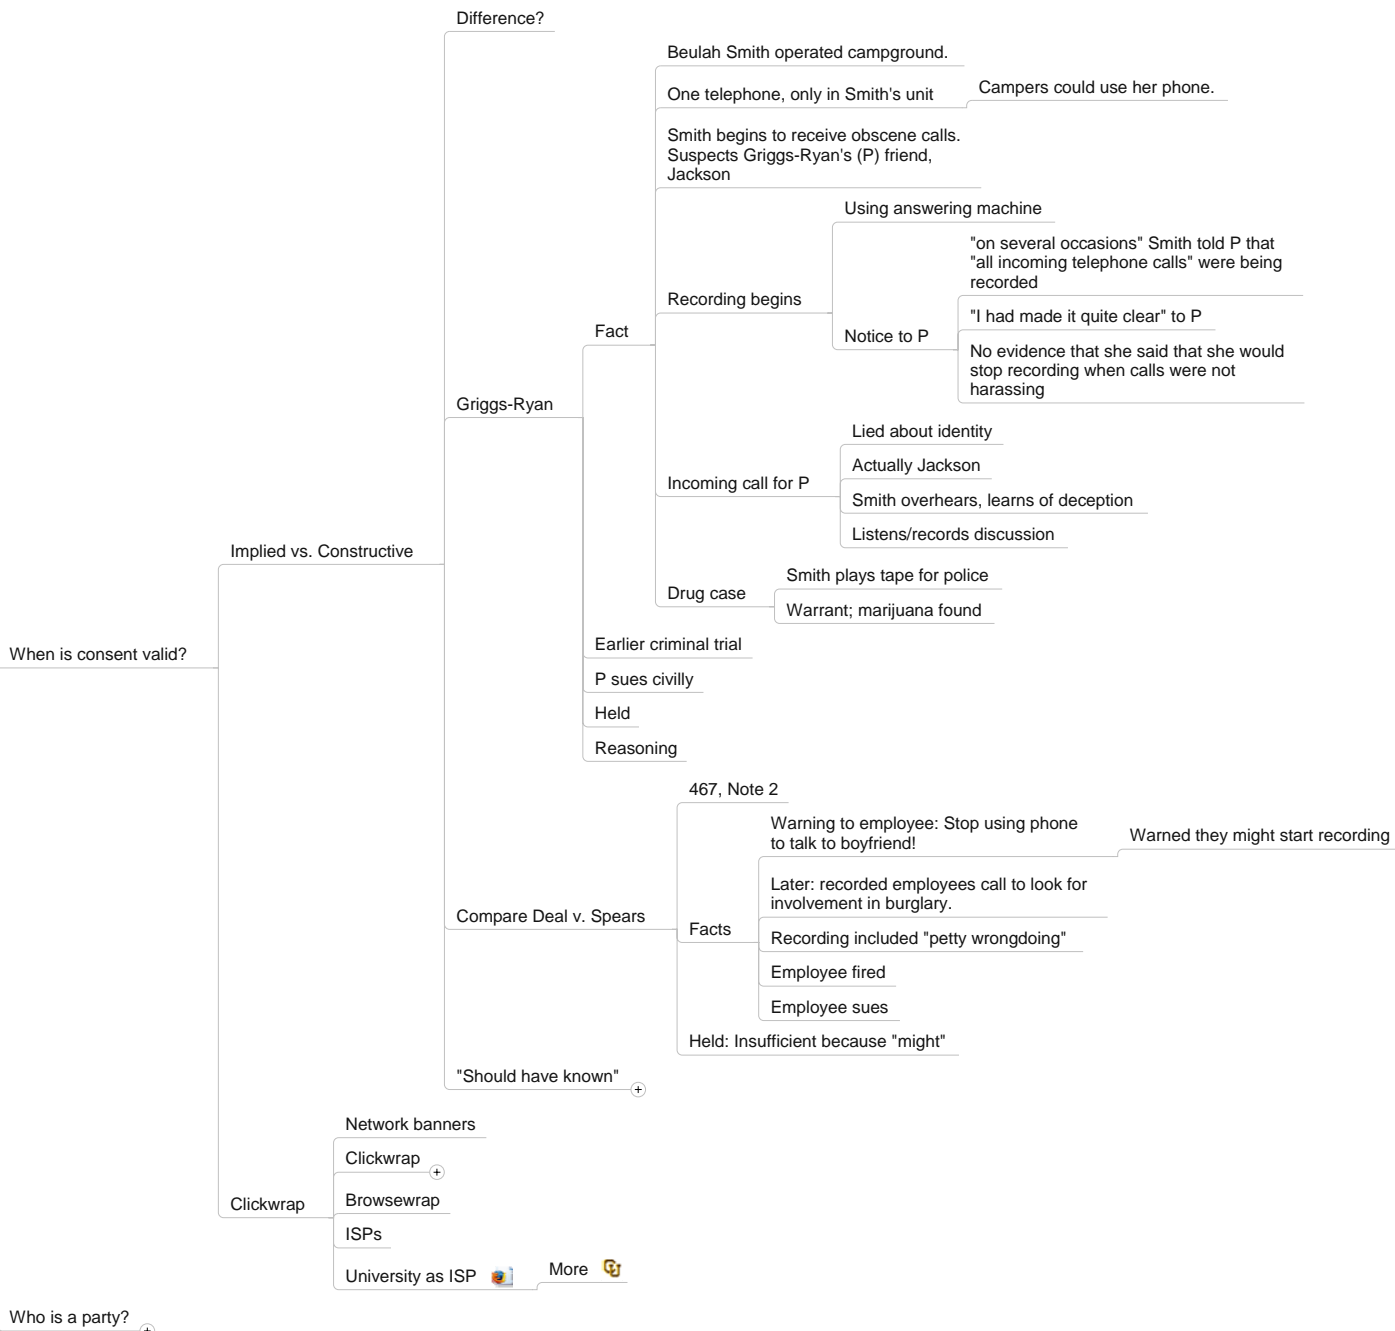 Difference?
Beulah Smith operated campground.
One telephone, only in Smith's unit
Campers could use her phone.
Smith begins to receive obscene calls.
Suspects Griggs-Ryan's (P) friend,
Jackson
Using answering machine
"on several occasions" Smith told P that
"all incoming telephone calls" were being
recorded
Recording begins
"I had made it quite clear" to P
Fact
Notice to P
No evidence that she said that she would
stop recording when calls were not
harassing
Griggs-Ryan
Lied about identity
Actually Jackson
Incoming call for P
Smith overhears, learns of deception
Listens/records discussion
Implied vs. Constructive
Smith plays tape for police
Drug case
Warrant; marijuana found
Earlier criminal trial
When is consent valid?
P sues civilly
Held
Reasoning
467, Note 2
Warning to employee: Stop using phone
to talk to boyfriend!
Warned they might start recording
Later: recorded employees call to look for
involvement in burglary.
Compare Deal v. Spears
Facts
Recording included "petty wrongdoing"
Employee fired
Employee sues
Held: Insufficient because "might"
"Should have known"
Network banners
Clickwrap
Clickwrap
Browsewrap
ISPs
University as ISP
More
Who is a party?